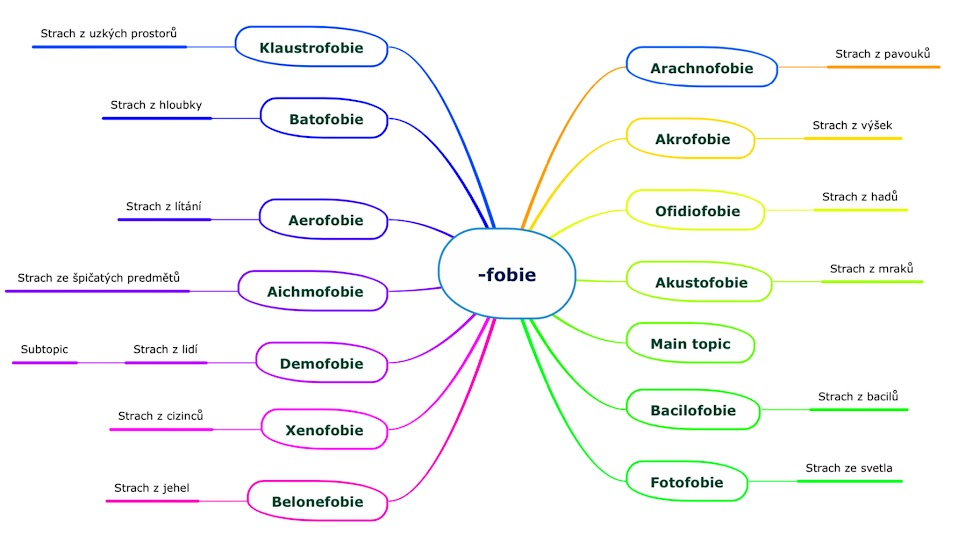 -fobie
Klaustrofobie
Strach z uzkých prostorů
Batofobie
Strach z hloubky
Aerofobie
Strach z lítání
Aichmofobie
Strach ze špičatých predmětů
Demofobie
Strach z lidí
Subtopic
Xenofobie
Strach z cizinců
Belonefobie
Strach z jehel
Arachnofobie
Strach z pavouků
Akrofobie
Strach z výšek
Ofidiofobie
Strach z hadů
Akustofobie
Strach z mraků
Main topic
Bacilofobie
Strach z bacilů
Fotofobie
Strach ze svetla